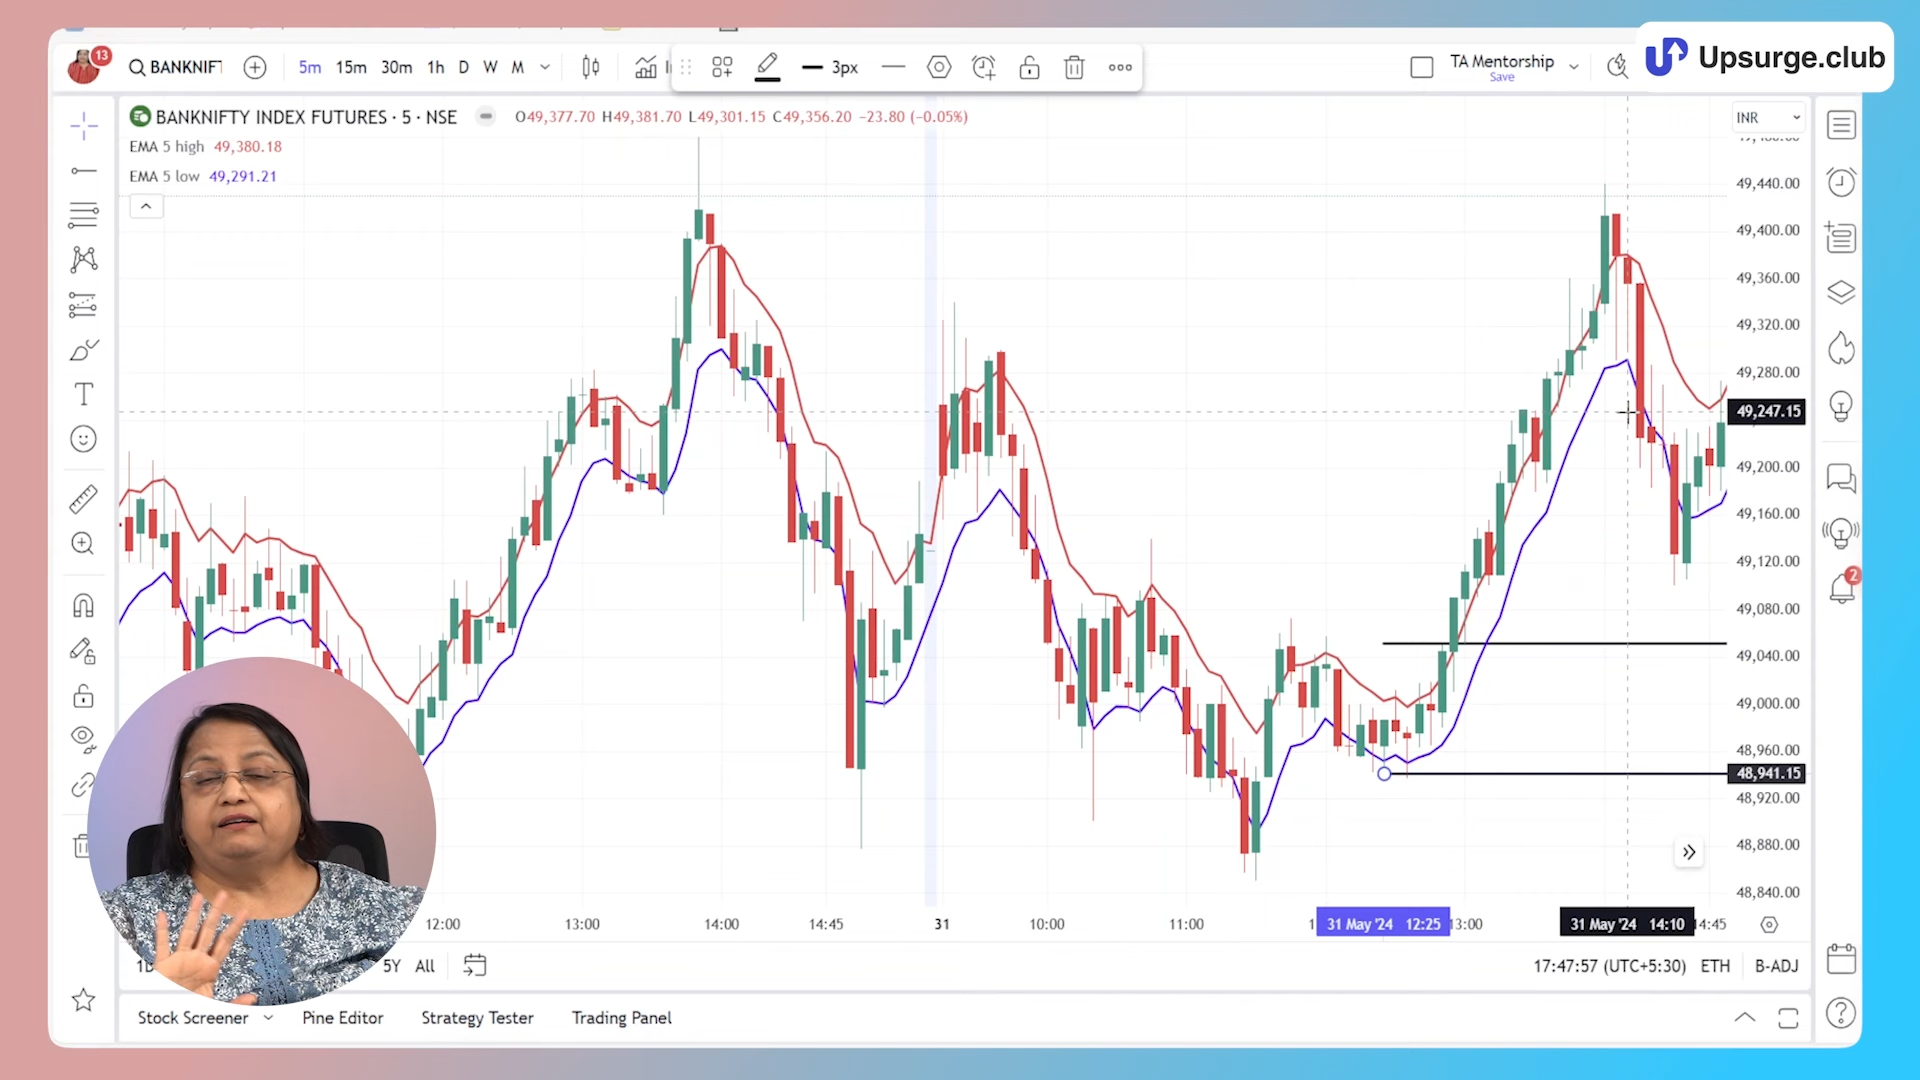 13
BANKNIFT
5m
15m
30m
1h
D
W
M
3px
TA Mentorship
Save
Upsurge.club
BANKNIFTY INDEX FUTURES · 5 · NSE
O49,377.70 H49,381.70 L49,301.15 C49,356.20 −23.80 (−0.05%)
INR
EMA 5 high 49,380.18
EMA 5 low 49,291.21
49,440.00
49,400.00
49,360.00
49,320.00
49,280.00
49,247.15
49,200.00
49,160.00
49,120.00
49,080.00
49,040.00
49,000.00
48,960.00
48,941.15
48,920.00
48,880.00
48,840.00
2
12:00
13:00
14:00
14:45
31
10:00
11:00
31 May '24 12:25
13:00
31 May '24 14:10
14:45
5Y
All
17:47:57 (UTC+5:30)
ETH
B-ADJ
Stock Screener
Pine Editor
Strategy Tester
Trading Panel